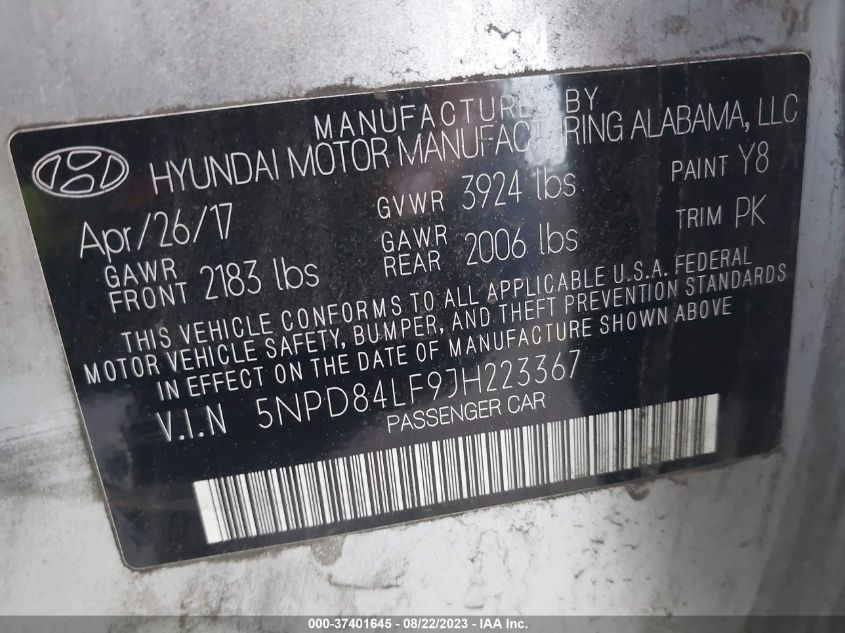 MANUFACTURED BY
HYUNDAI MOTOR MANUFACTURING ALABAMA, LLC
Apr/26/17 GVWR 3924 lbs PAINT Y8
GAWR FRONT 2183 lbs GAWR REAR 2006 lbs TRIM PK
THIS VEHICLE CONFORMS TO ALL APPLICABLE U.S.A. FEDERAL
MOTOR VEHICLE SAFETY, BUMPER, AND THEFT PREVENTION STANDARDS
IN EFFECT ON THE DATE OF MANUFACTURE SHOWN ABOVE
V.I.N 5NPD84LF9JH223367
PASSENGER CAR
000-37401645 - 08/22/2023 - IAA Inc.